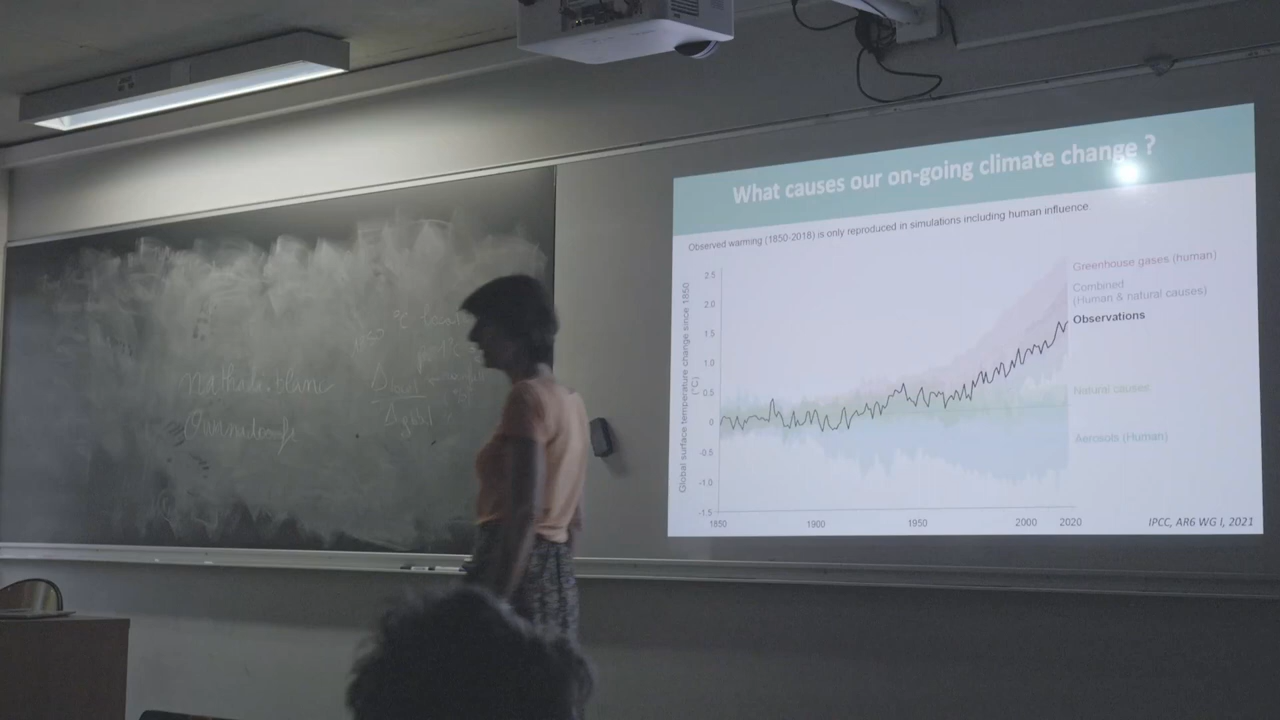 What causes our on-going climate change ?
Observed warming (1850-2018) is only reproduced in simulations including human influence.
Global surface temperature change since 1850
(°C)
2.5
2.0
1.5
1.0
0.5
0
-0.5
-1.0
-1.5
1850
1900
1950
2000
2020
Greenhouse gases (human)
Combined
(Human & natural causes)
Observations
Natural causes
Aerosols (Human)
IPCC, AR6 WG I, 2021